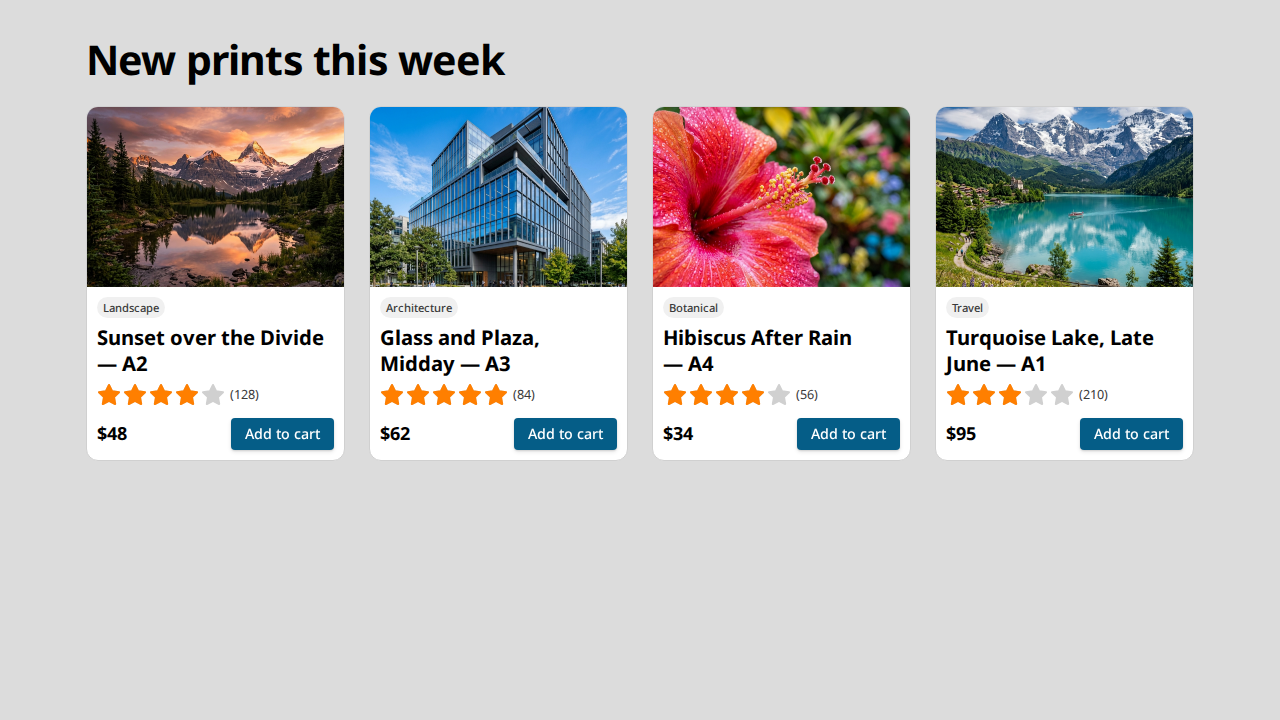 New prints this week
Landscape
Sunset over the Divide
— A2
(128)
$48
Add to cart
Architecture
Glass and Plaza,
Midday — A3
(84)
$62
Add to cart
Botanical
Hibiscus After Rain
— A4
(56)
$34
Add to cart
Travel
Turquoise Lake, Late
June — A1
(210)
$95
Add to cart